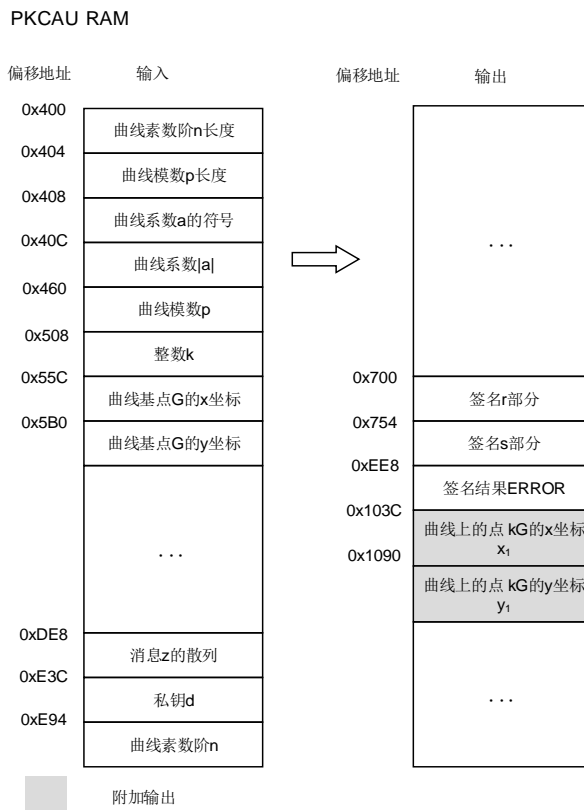 PKCAU RAM
偏移地址 输入
0x400
曲线素数阶n长度
0x404
曲线模数p长度
0x408
曲线系数a的符号
0x40C
曲线系数|a|
0x460
曲线模数p
0x508
整数k
0x55C
曲线基点G的x坐标
0x5B0
曲线基点G的y坐标
...
0xDE8
消息z的散列
0xE3C
私钥d
0xE94
曲线素数阶n
附加输出
偏移地址 输出
...
0x700
签名r部分
0x754
签名s部分
0xEE8
签名结果ERROR
0x103C
曲线上的点 kG的x坐标
x₁
0x1090
曲线上的点 kG的y坐标
y₁
...